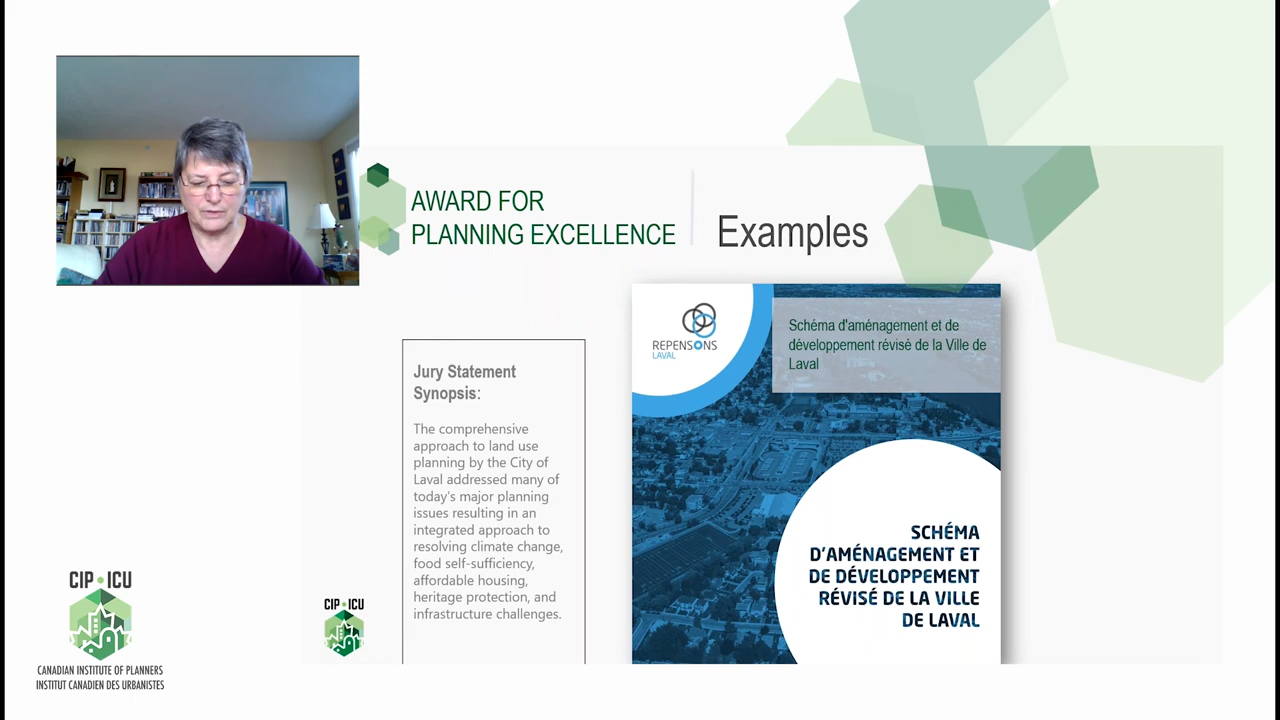 AWARD FOR
PLANNING EXCELLENCE
Examples
REPENSONS
LAVAL
Schéma d'aménagement et de
développement révisé de la Ville de
Laval
Jury Statement
Synopsis:
The comprehensive
approach to land use
planning by the City of
Laval addressed many of
today's major planning
issues resulting in an
integrated approach to
resolving climate change,
food self-sufficiency,
affordable housing,
heritage protection, and
infrastructure challenges.
SCHÉMA
D'AMÉNAGEMENT ET
DE DÉVELOPPEMENT
RÉVISÉ DE LA VILLE
DE LAVAL
CIP•ICU
CIP•ICU
CANADIAN INSTITUTE OF PLANNERS
INSTITUT CANADIEN DES URBANISTES